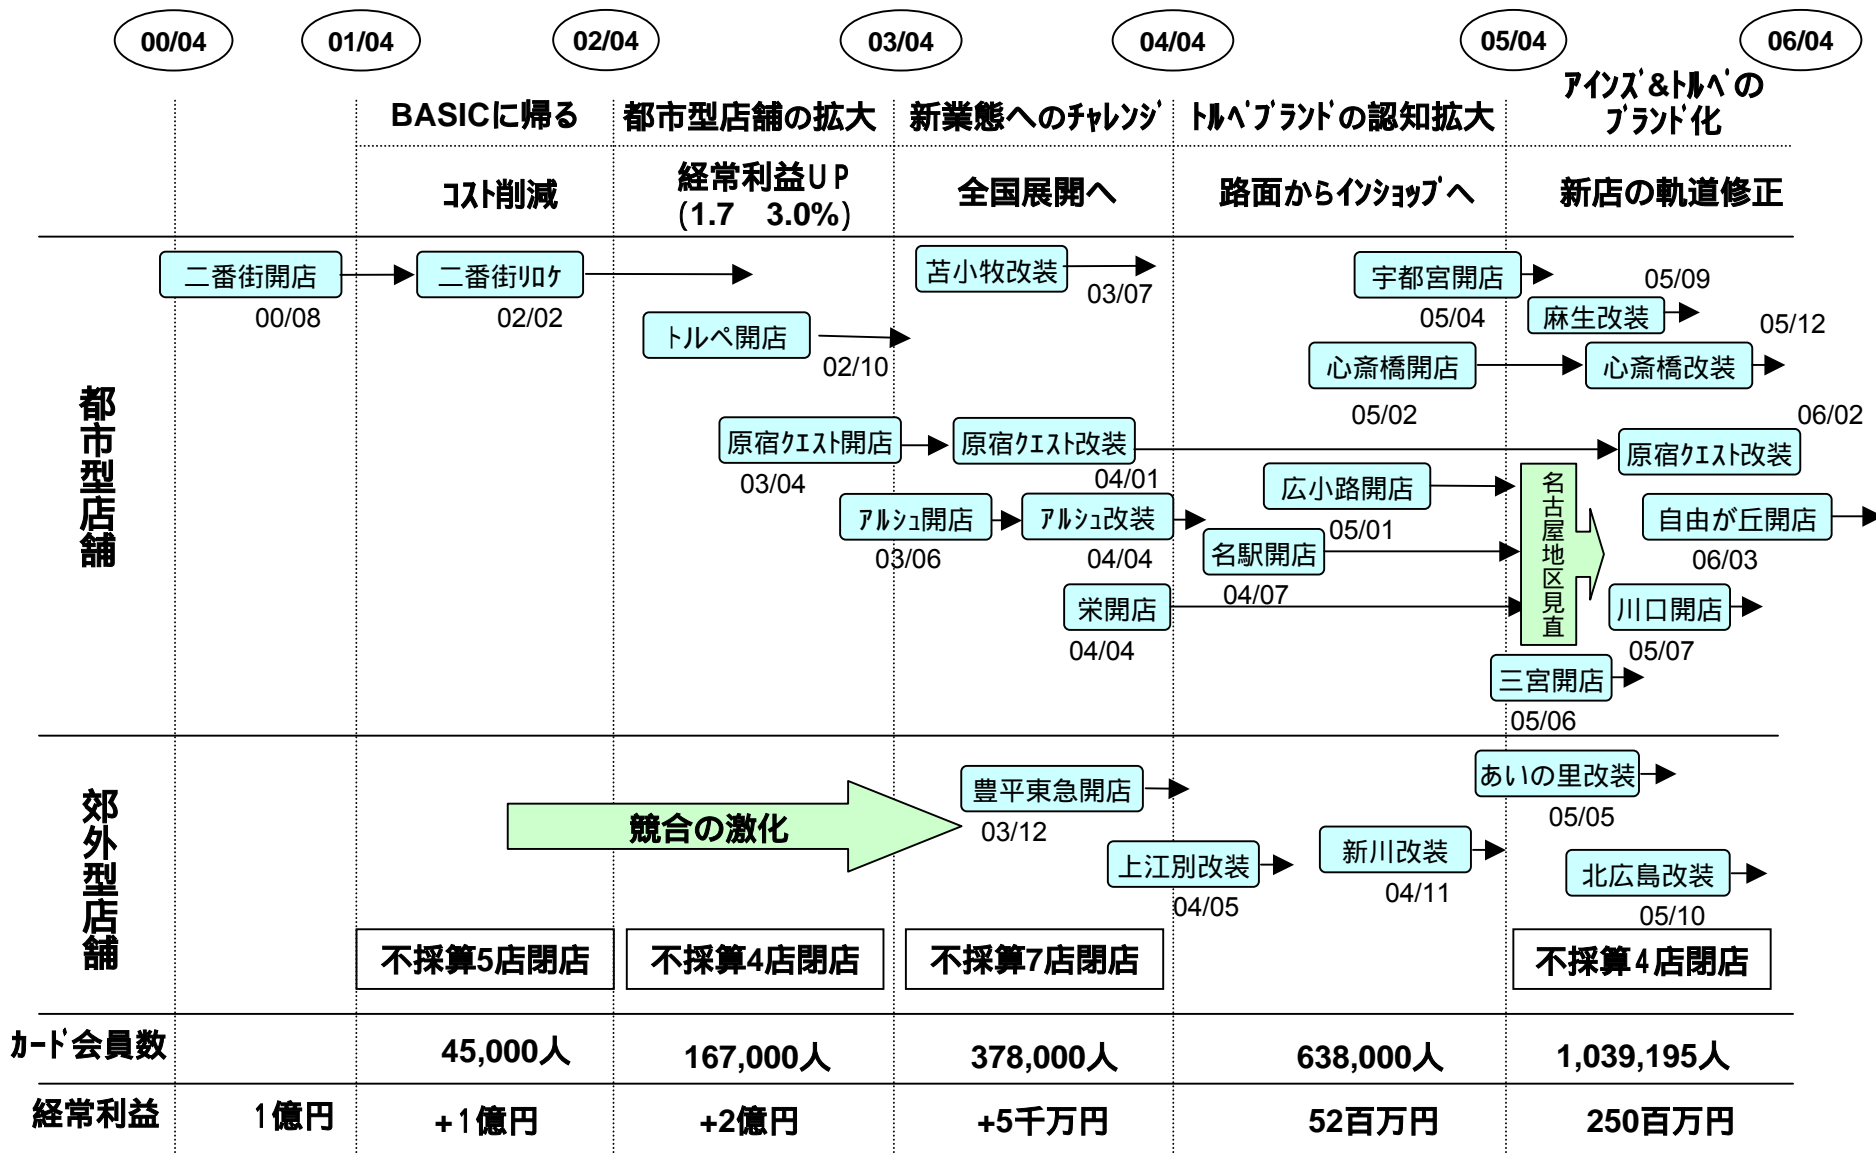 00/04
01/04
02/04
03/04
04/04
05/04
06/04
BASICに帰る
都市型店舗の拡大
新業態へのﾁｬﾚﾝｼﾞ
ﾄﾙﾍﾟﾌﾞﾗﾝﾄﾞの認知拡大
ｱｲﾝｽﾞ&ﾄﾙﾍﾟの
ﾌﾞﾗﾝﾄﾞ化
ｺｽﾄ削減
経常利益UP
(1.7　3.0%)
全国展開へ
路面からｲﾝｼｮｯﾌﾟへ
新店の軌道修正
都市型店舗
二番街開店
00/08
二番街ﾘﾛｹ
02/02
トルペ開店
02/10
苫小牧改装
03/07
宇都宮開店
05/04
麻生改装
05/09
心斎橋開店
05/02
心斎橋改装
05/12
原宿ｸｴｽﾄ開店
03/04
原宿ｸｴｽﾄ改装
04/01
原宿ｸｴｽﾄ改装
06/02
ｱﾙｼｭ開店
03/06
ｱﾙｼｭ改装
04/04
広小路開店
05/01
名駅開店
04/07
栄開店
04/04
名古屋地区見直
自由が丘開店
06/03
川口開店
05/07
三宮開店
05/06
郊外型店舗
競合の激化
豊平東急開店
03/12
上江別改装
04/05
新川改装
04/11
あいの里改装
05/05
北広島改装
05/10
不採算5店閉店
不採算4店閉店
不採算7店閉店
不採算4店閉店
ｶｰﾄﾞ会員数
45,000人
167,000人
378,000人
638,000人
1,039,195人
経常利益
1億円
+1億円
+2億円
+5千万円
52百万円
250百万円